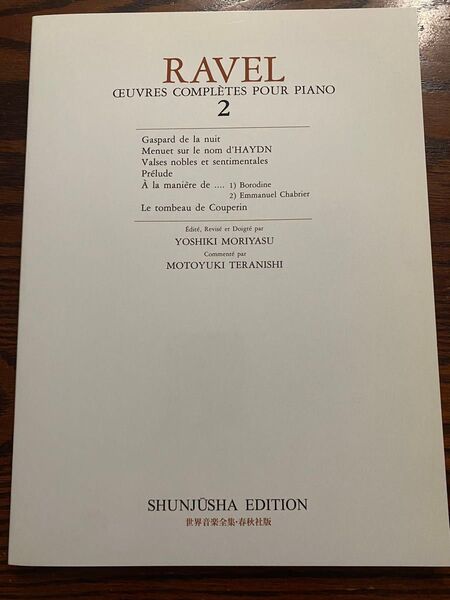 RAVEL
ŒUVRES COMPLÈTES POUR PIANO
2
Gaspard de la nuit
Menuet sur le nom d'HAYDN
Valses nobles et sentimentales
Prélude
À la manière de .... 1) Borodine
2) Emmanuel Chabrier
Le tombeau de Couperin
Édité, Revisé et Doigté par
YOSHIKI MORIYASU
Commenté par
MOTOYUKI TERANISHI
SHUNJŪSHA EDITION
世界音楽全集・春秋社版